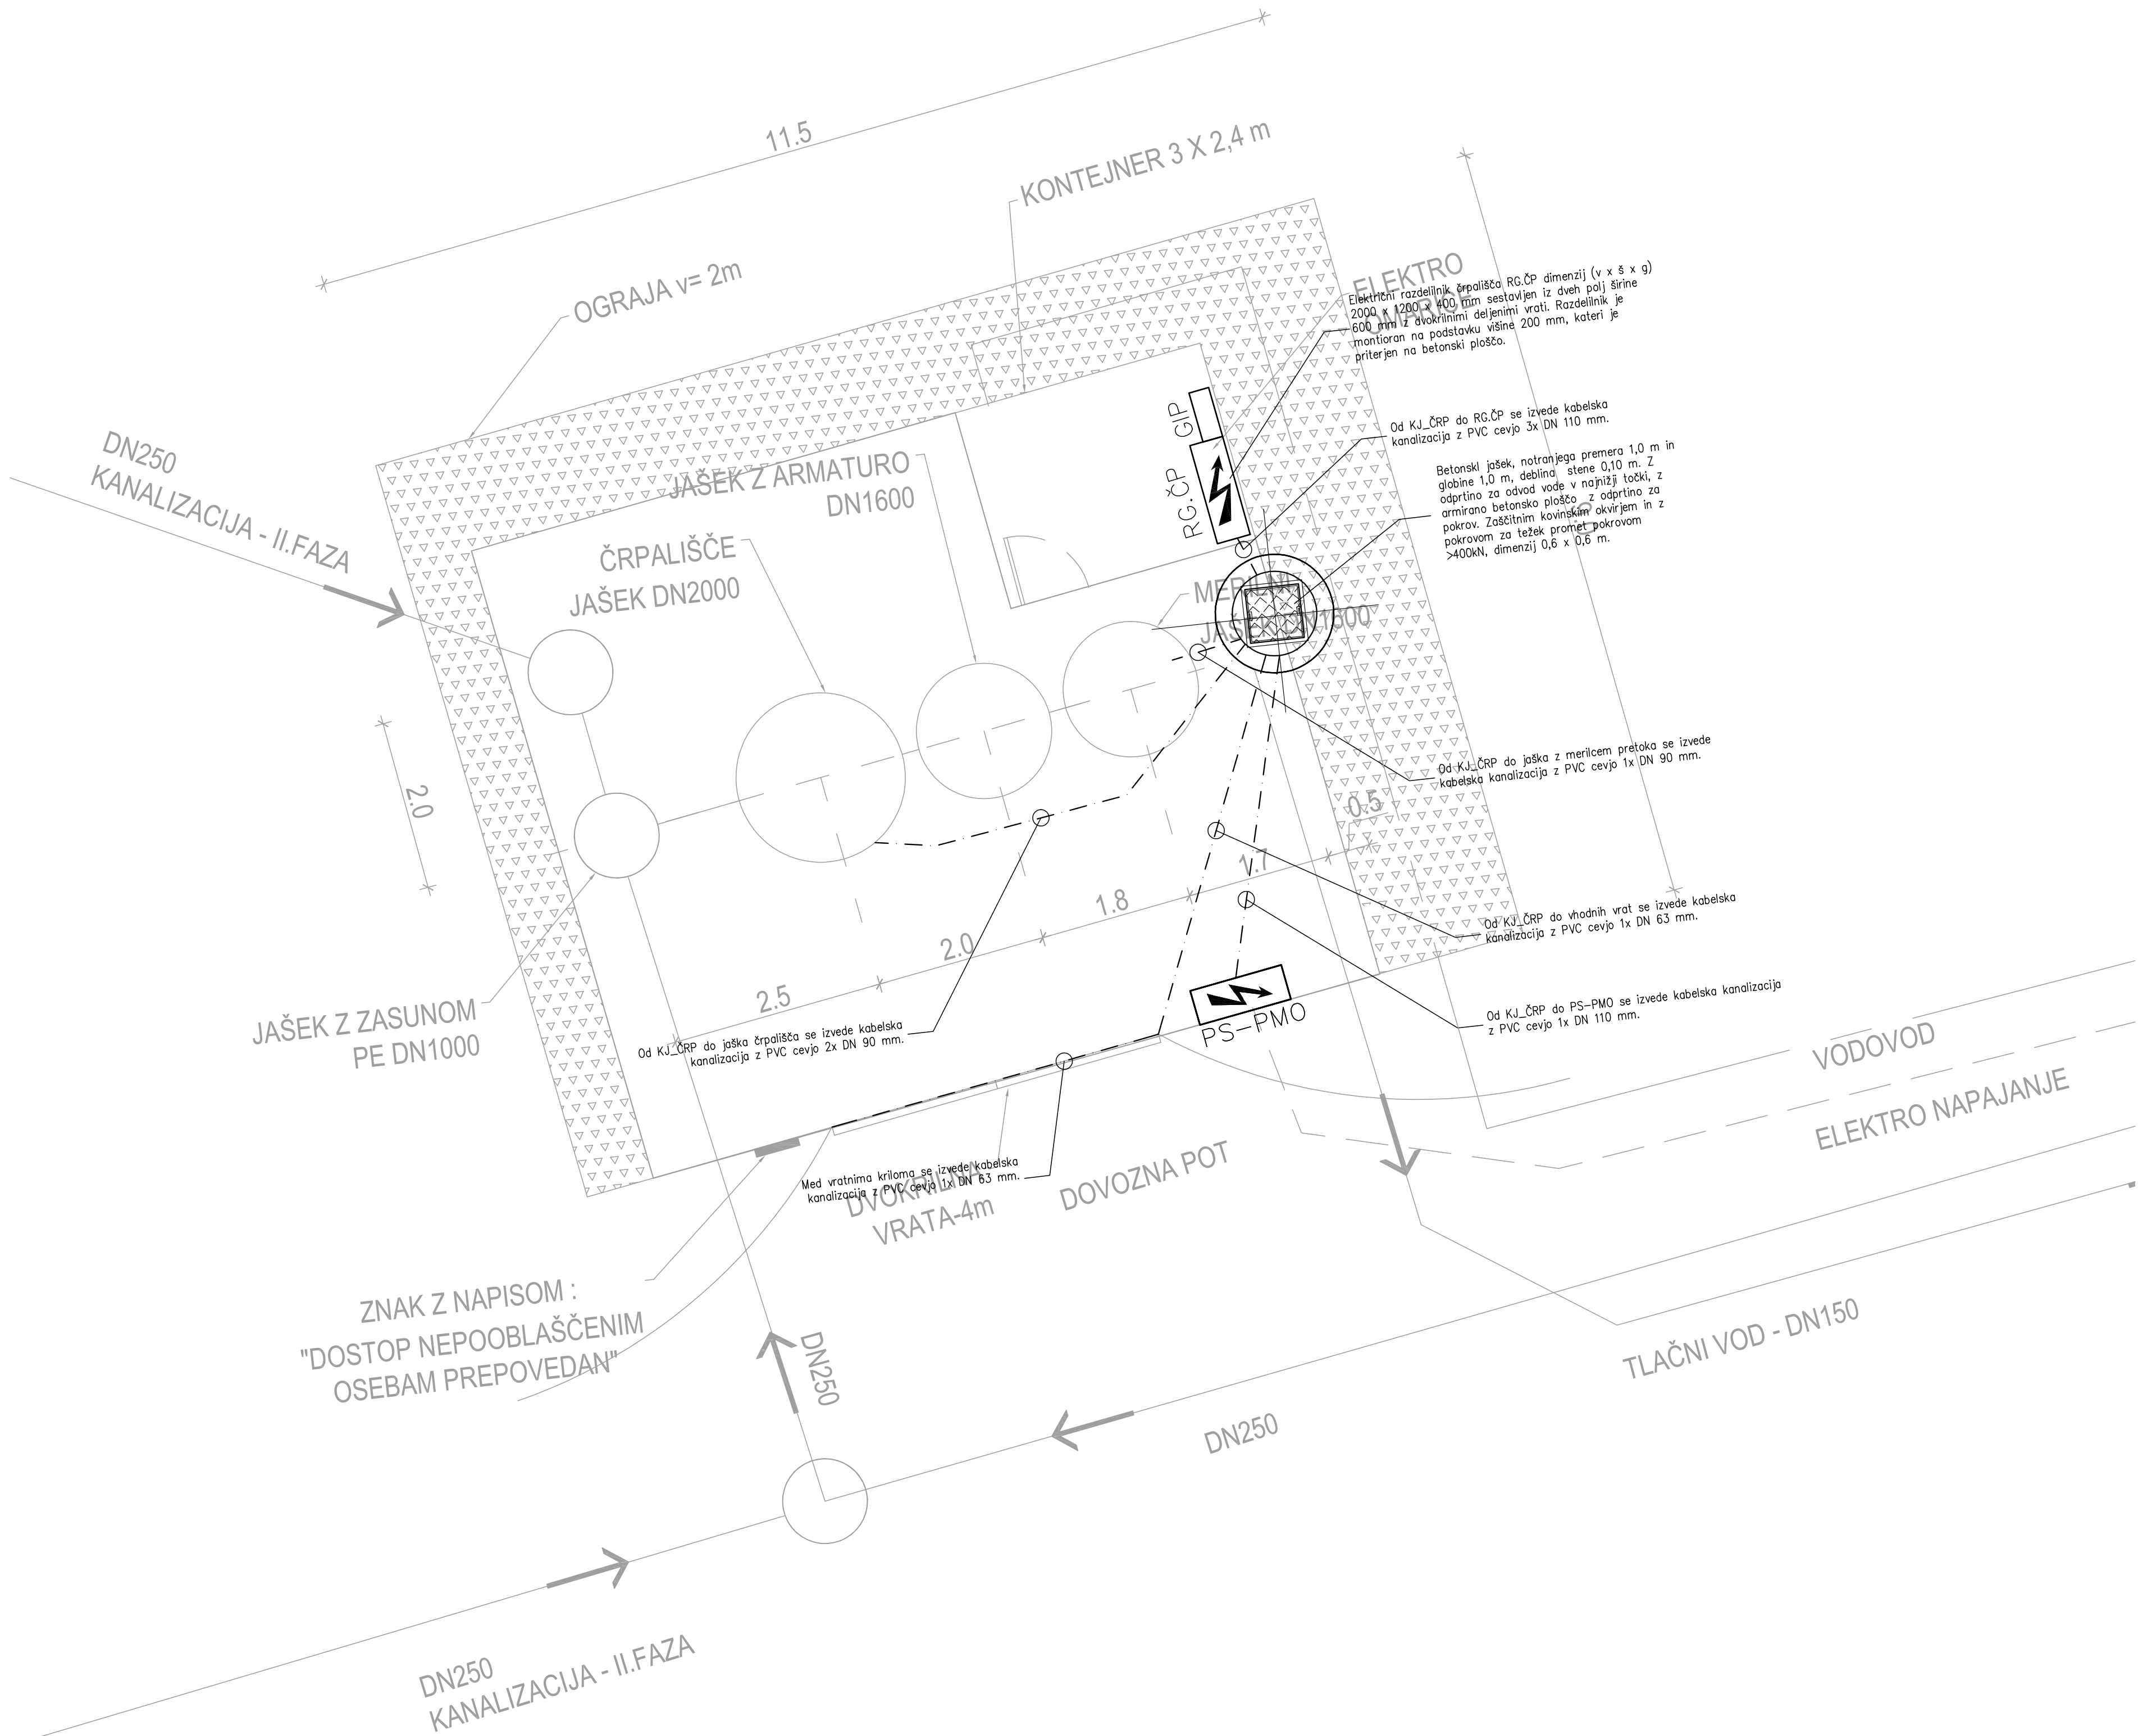 11.5
KONTEJNER 3 X 2,4 m
OGRAJA v= 2m
ELEKTRO
OMARICE
Električni razdelilnik črpališča RG.ČP dimenzij (v x š x g)
2000 x 1200 x 400 mm sestavljen iz dveh polj širine
600 mm z dvokrilnimi deljenimi vrati. Razdelilnik je
montioran na podstavku višine 200 mm, kateri je
priterjen na betonski ploščo.
DN250
KANALIZACIJA - II.FAZA
JAŠEK Z ARMATURO
DN1600
GIP
RG.ČP
Od KJ_ČRP do RG.ČP se izvede kabelska
kanalizacija z PVC cevjo 3x DN 110 mm.
Betonski jašek, notranjega premera 1,0 m in
globine 1,0 m, deblina stene 0,10 m. Z
odprtino za odvod vode v najnižji točki, z
armirano betonsko ploščo z odprtino za
pokrov. Zaščitnim kovinskim okvirjem in z
pokrovom za težek promet pokrovom
>400kN, dimenzij 0,6 x 0,6 m.
ČRPALIŠČE
JAŠEK DN2000
MERILNI
JAŠEK DN1600
2.0
Od KJ_ČRP do jaška z merilcem pretoka se izvede
kabelska kanalizacija z PVC cevjo 1x DN 90 mm.
0.5
1.7
1.8
2.0
2.5
Od KJ_ČRP do vhodnih vrat se izvede kabelska
kanalizacija z PVC cevjo 1x DN 63 mm.
Od KJ_ČRP do PS-PMO se izvede kabelska kanalizacija
z PVC cevjo 1x DN 110 mm.
PS-PMO
JAŠEK Z ZASUNOM
PE DN1000
Od KJ_ČRP do jaška črpališča se izvede kabelska
kanalizacija z PVC cevjo 2x DN 90 mm.
VODOVOD
ELEKTRO NAPAJANJE
Med vratnima kriloma se izvede kabelska
kanalizacija z PVC cevjo 1x DN 63 mm.
DVOKRILNA
VRATA-4m
DOVOZNA POT
ZNAK Z NAPISOM :
"DOSTOP NEPOOBLAŠČENIM
OSEBAM PREPOVEDAN"
DN250
TLAČNI VOD - DN150
DN250
DN250
KANALIZACIJA - II.FAZA